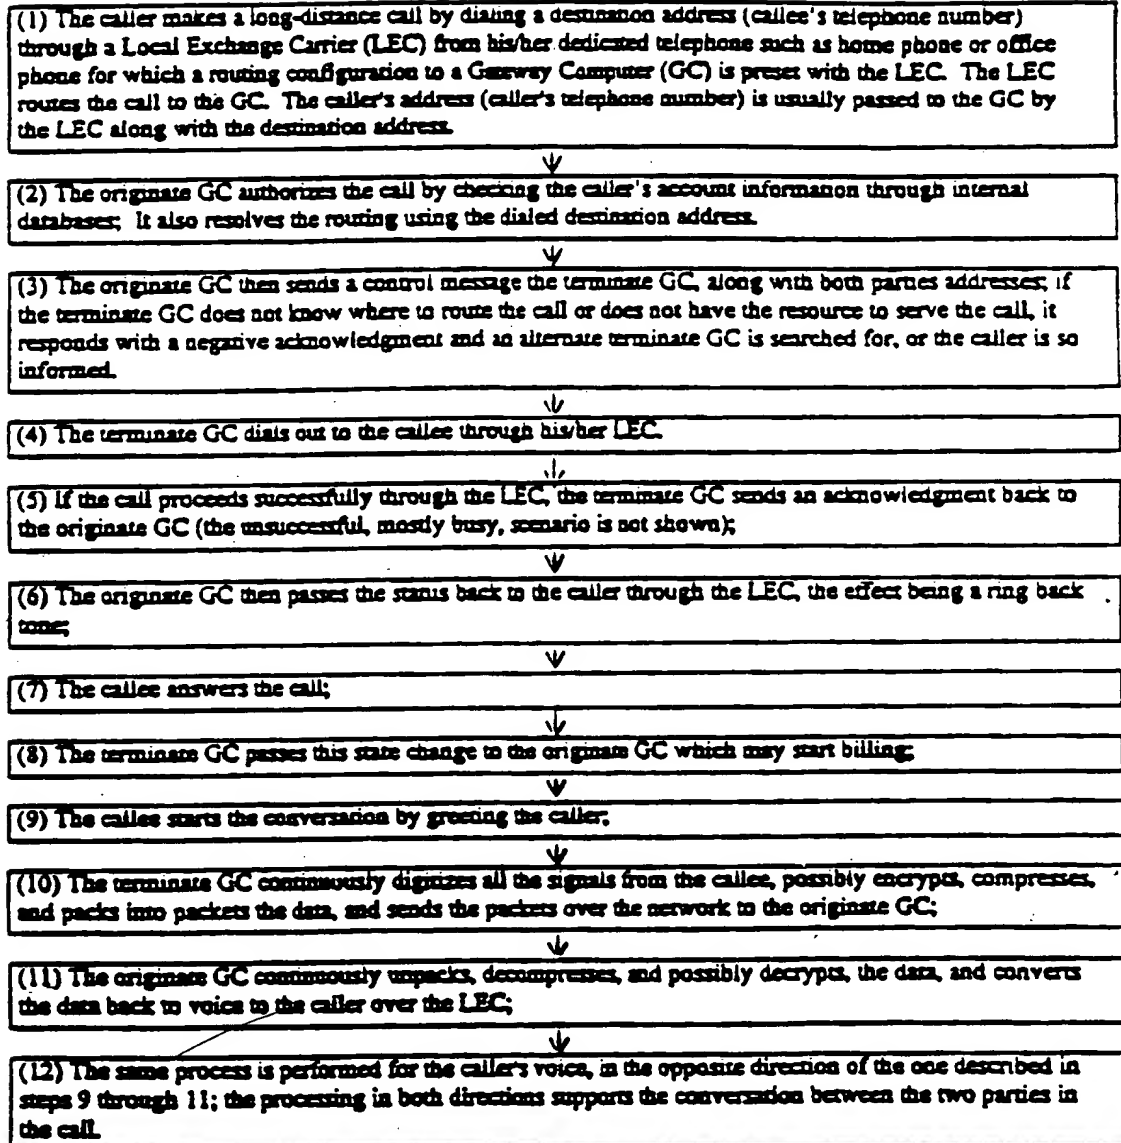 (1) The caller makes a long-distance call by dialing a destination address (callee's telephone number)
through a Local Exchange Carrier (LEC) from his/her dedicated telephone such as home phone or office
phone for which a routing configuration to a Gateway Computer (GC) is preset with the LEC. The LEC
routes the call to the GC. The caller's address (caller's telephone number) is usually passed to the GC by
the LEC along with the destination address.
(2) The originate GC authorizes the call by checking the caller's account information through internal
databases; It also resolves the routing using the dialed destination address.
(3) The originate GC then sends a control message the terminate GC, along with both parties addresses; if
the terminate GC does not know where to route the call or does not have the resource to serve the call, it
responds with a negative acknowledgment and an alternate terminate GC is searched for, or the caller is so
informed.
(4) The terminate GC dials out to the callee through his/her LEC.
(5) If the call proceeds successfully through the LEC, the terminate GC sends an acknowledgment back to
the originate GC (the unsuccessful, mostly busy, scenario is not shown);
(6) The originate GC then passes the status back to the caller through the LEC, the effect being a ring back
tone;
(7) The callee answers the call;
(8) The terminate GC passes this state change to the originate GC which may start billing;
(9) The callee starts the conversation by greeting the caller;
(10) The terminate GC continuously digitizes all the signals from the callee, possibly encrypts, compresses,
and packs into packets the data, and sends the packets over the network to the originate GC;
(11) The originate GC continuously unpacks, decompresses, and possibly decrypts, the data, and converts
the data back to voice to the caller over the LEC;
(12) The same process is performed for the caller's voice, in the opposite direction of the one described in
steps 9 through 11; the processing in both directions supports the conversation between the two parties in
the call.